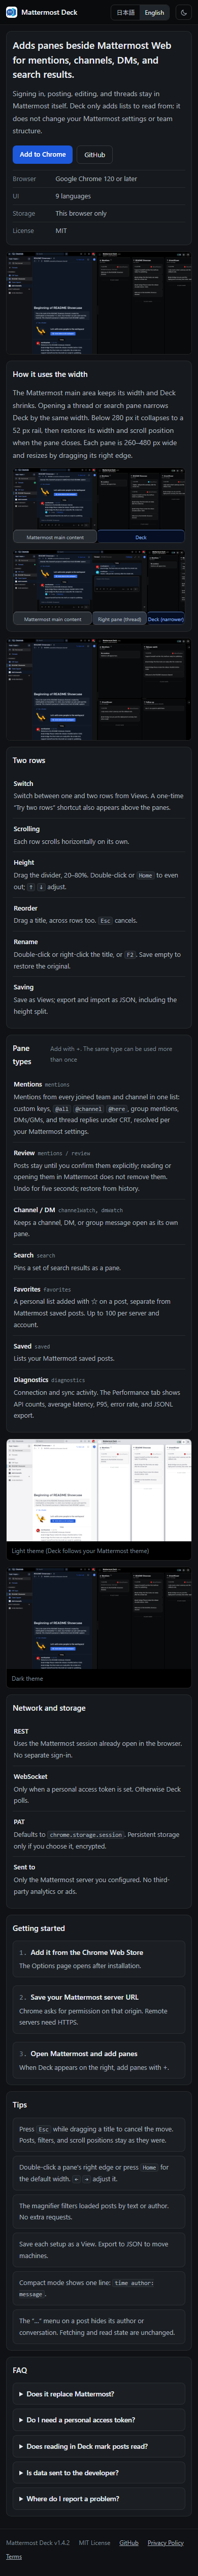 Mattermost Deck
日本語 English
Adds panes beside Mattermost Web
for mentions, channels, DMs, and
search results.
Signing in, posting, editing, and threads stay in
Mattermost itself. Deck only adds lists to read from; it
does not change your Mattermost settings or team
structure.
Add to Chrome GitHub
Browser Google Chrome 120 or later
UI 9 languages
Storage This browser only
License MIT
How it uses the width
The Mattermost main area keeps its width and Deck
shrinks. Opening a thread or search pane narrows
Deck by the same width. Below 280 px it collapses to a
52 px rail, then restores its width and scroll position
when the pane closes. Each pane is 260–480 px wide
and resizes by dragging its right edge.
Mattermost main content Deck
Mattermost main content Right pane (thread) Deck (narrower)
Two rows
Switch
Switch between one and two rows from Views. A one-time
"Try two rows" shortcut also appears above the panes.
Scrolling
Each row scrolls horizontally on its own.
Height
Drag the divider, 20–80%. Double-click or Home to even
out; ↑ ↓ adjust.
Reorder
Drag a title, across rows too. Esc cancels.
Rename
Double-click or right-click the title, or F2. Save empty to
restore the original.
Saving
Save as Views; export and import as JSON, including the
height split.
Pane types
Add with +. The same type can be used more
than once
Mentions mentions
Mentions from every joined team and channel in one list:
custom keys, @all @channel @here, group mentions,
DMs/GMs, and thread replies under CRT, resolved per
your Mattermost settings.
Review mentions / review
Posts stay until you confirm them explicitly; reading or
opening them in Mattermost does not remove them.
Undo for five seconds; restore from history.
Channel / DM channelwatch, dmwatch
Keeps a channel, DM, or group message open as its own
pane.
Search search
Pins a set of search results as a pane.
Favorites favorites
A personal list added with ☆ on a post, separate from
Mattermost saved posts. Up to 100 per server and
account.
Saved saved
Lists your Mattermost saved posts.
Diagnostics diagnostics
Connection and sync activity. The Performance tab shows
API counts, average latency, P95, error rate, and JSONL
export.
Light theme (Deck follows your Mattermost theme)
Dark theme
Network and storage
REST
Uses the Mattermost session already open in the browser.
No separate sign-in.
WebSocket
Only when a personal access token is set. Otherwise Deck
polls.
PAT
Defaults to chrome.storage.session. Persistent storage
only if you choose it, encrypted.
Sent to
Only the Mattermost server you configured. No third-
party analytics or ads.
Getting started
1. Add it from the Chrome Web Store
The Options page opens after installation.
2. Save your Mattermost server URL
Chrome asks for permission on that origin. Remote
servers need HTTPS.
3. Open Mattermost and add panes
When Deck appears on the right, add panes with +.
Tips
Press Esc while dragging a title to cancel the move.
Posts, filters, and scroll positions stay as they were.
Double-click a pane's right edge or press Home for
the default width. ← → adjust it.
The magnifier filters loaded posts by text or author.
No extra requests.
Save each setup as a View. Export to JSON to move
machines.
Compact mode shows one line: time author:
message.
The "…" menu on a post hides its author or
conversation. Fetching and read state are unchanged.
FAQ
Does it replace Mattermost?
Do I need a personal access token?
Does reading in Deck mark posts read?
Is data sent to the developer?
Where do I report a problem?
Mattermost Deck v1.4.2 MIT License GitHub Privacy Policy
Terms